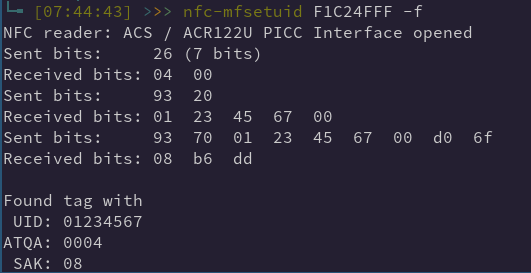 [07:44:43] >>> nfc-mfsetuid F1C24FFF -f
NFC reader: ACS / ACR122U PICC Interface opened
Sent bits:     26 (7 bits)
Received bits: 04  00
Sent bits:     93  20
Received bits: 01  23  45  67  00
Sent bits:     93  70  01  23  45  67  00  d0  6f
Received bits: 08  b6  dd

Found tag with
 UID: 01234567
ATQA: 0004
 SAK: 08